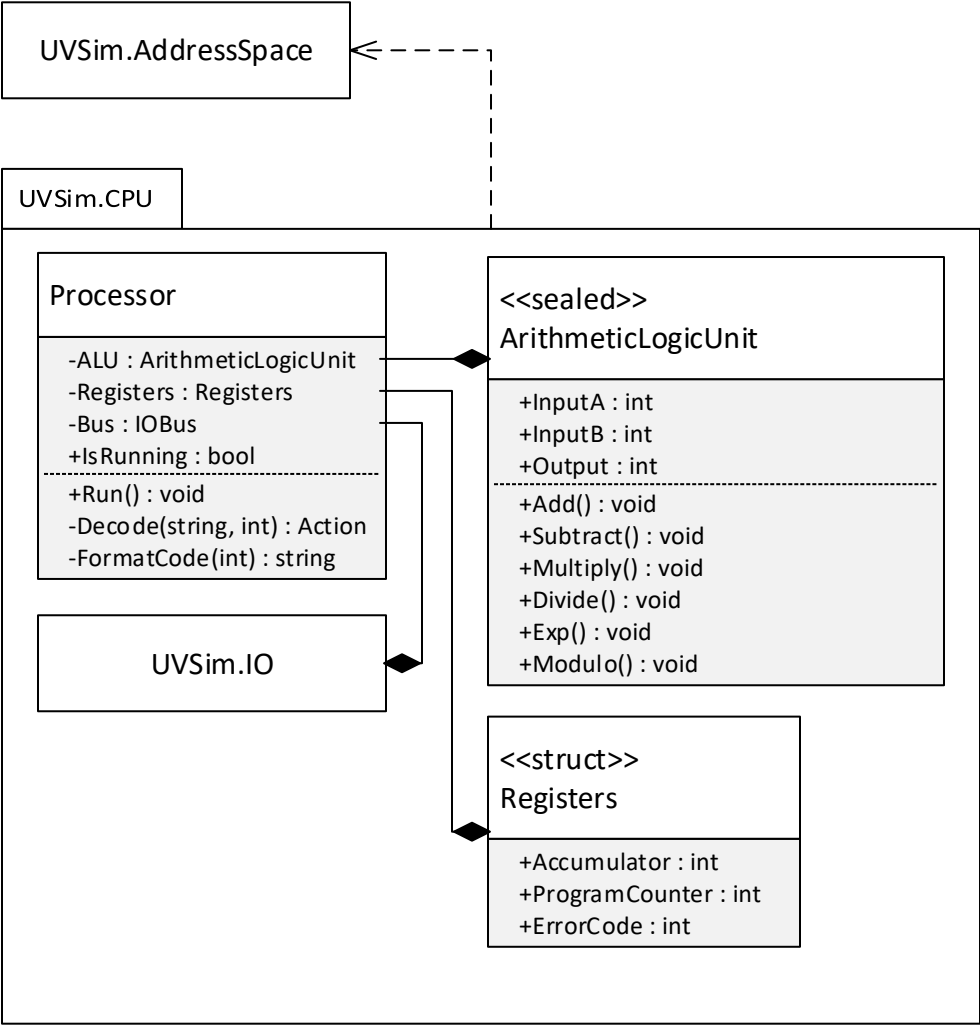 UVSim.AddressSpace
UVSim.CPU
Processor
-ALU : ArithmeticLogicUnit
-Registers : Registers
-Bus : IOBus
+IsRunning : bool
+Run() : void
-Decode(string, int) : Action
-FormatCode(int) : string
<<sealed>>
ArithmeticLogicUnit
+InputA : int
+InputB : int
+Output : int
+Add() : void
+Subtract() : void
+Multiply() : void
+Divide() : void
+Exp() : void
+Modulo() : void
UVSim.IO
<<struct>>
Registers
+Accumulator : int
+ProgramCounter : int
+ErrorCode : int